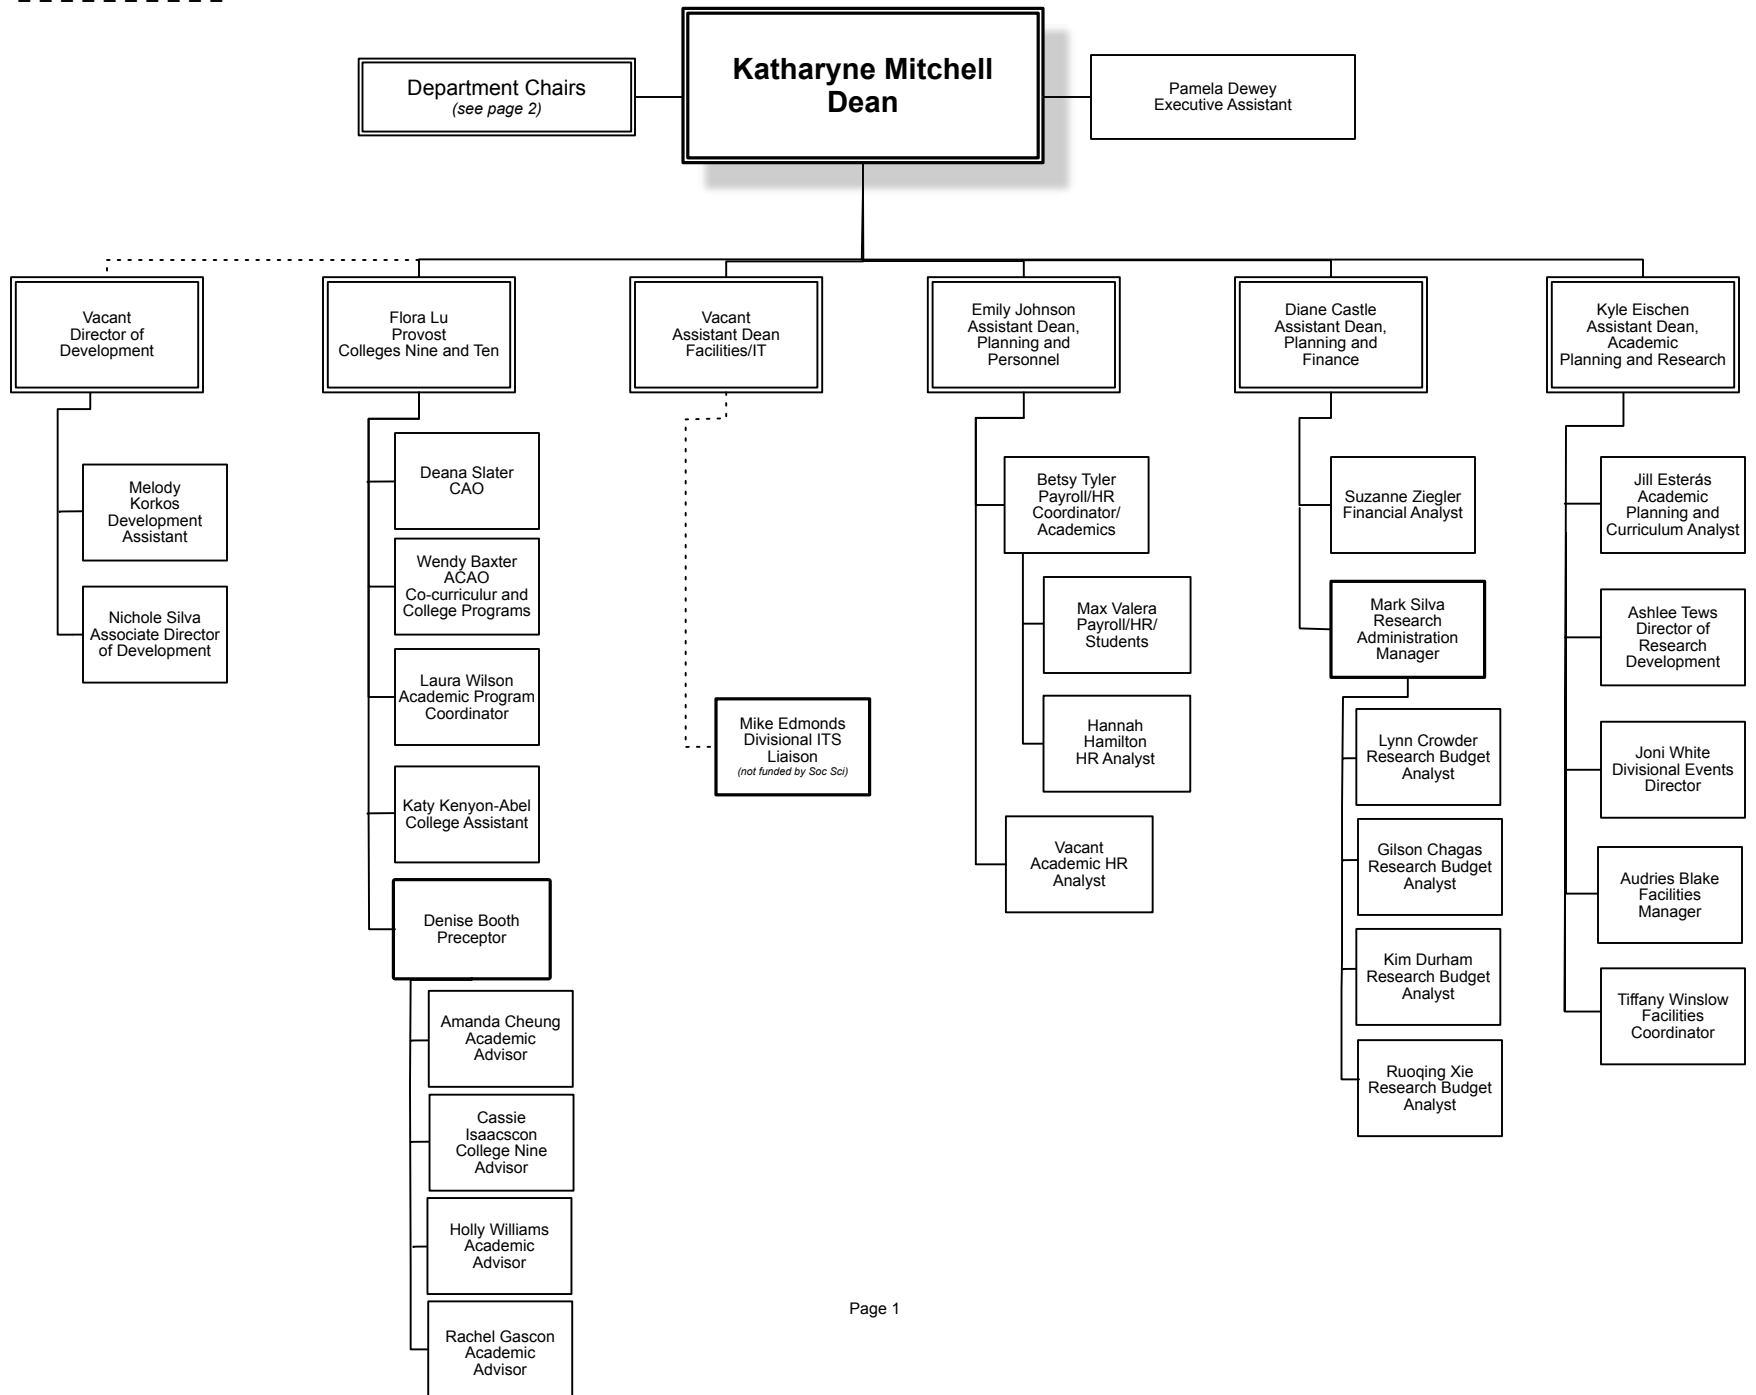 Katharyne Mitchell
Dean
Department Chairs
(see page 2)
Pamela Dewey
Executive Assistant
Vacant
Director of
Development
Melody
Korkos
Development
Assistant
Nichole Silva
Associate Director
of Development
Flora Lu
Provost
Colleges Nine and Ten
Deana Slater
CAO
Wendy Baxter
ACAO
Co-curriculur and
College Programs
Laura Wilson
Academic Program
Coordinator
Katy Kenyon-Abel
College Assistant
Denise Booth
Preceptor
Amanda Cheung
Academic
Advisor
Cassie
Isaacscon
College Nine
Advisor
Holly Williams
Academic
Advisor
Rachel Gascon
Academic
Advisor
Vacant
Assistant Dean
Facilities/IT
Mike Edmonds
Divisional ITS
Liaison
(not funded by Soc Sci)
Emily Johnson
Assistant Dean,
Planning and
Personnel
Betsy Tyler
Payroll/HR
Coordinator/
Academics
Max Valera
Payroll/HR/
Students
Hannah
Hamilton
HR Analyst
Vacant
Academic HR
Analyst
Diane Castle
Assistant Dean,
Planning and
Finance
Suzanne Ziegler
Financial Analyst
Mark Silva
Research
Administration
Manager
Lynn Crowder
Research Budget
Analyst
Gilson Chagas
Research Budget
Analyst
Kim Durham
Research Budget
Analyst
Ruoqing Xie
Research Budget
Analyst
Kyle Eischen
Assistant Dean,
Academic
Planning and Research
Jill Esterás
Academic
Planning and
Curriculum Analyst
Ashlee Tews
Director of
Research
Development
Joni White
Divisional Events
Director
Audries Blake
Facilities
Manager
Tiffany Winslow
Facilities
Coordinator
Page 1